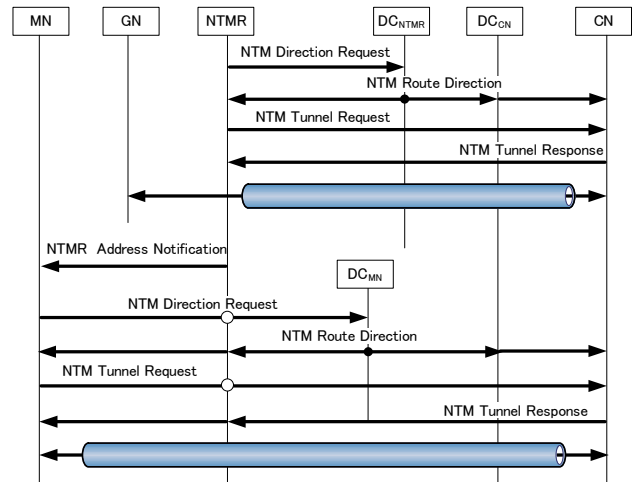 MN
GN
NTMR
DCNTMR
DCCN
CN
NTM Direction Request
NTM Route Direction
NTM Tunnel Request
NTM Tunnel Response
NTMR Address Notification
DCMN
NTM Direction Request
NTM Route Direction
NTM Tunnel Request
NTM Tunnel Response